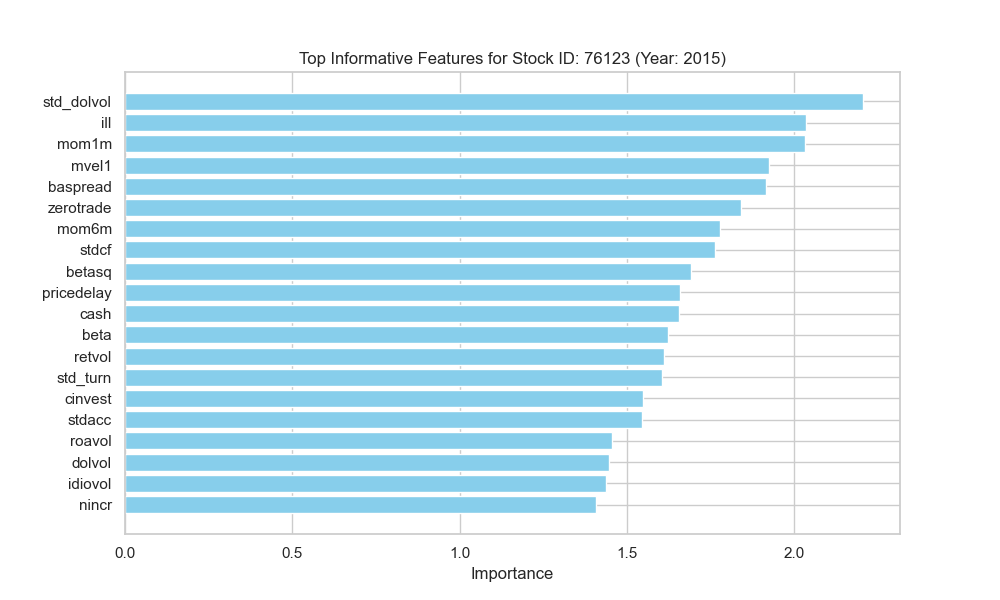 Top Informative Features for Stock ID: 76123 (Year: 2015)
std_dolvol
ill
mom1m
mvel1
baspread
zerotrade
mom6m
stdcf
betasq
pricedelay
cash
beta
retvol
std_turn
cinvest
stdacc
roavol
dolvol
idiovol
nincr
0.0 0.5 1.0 1.5 2.0
Importance